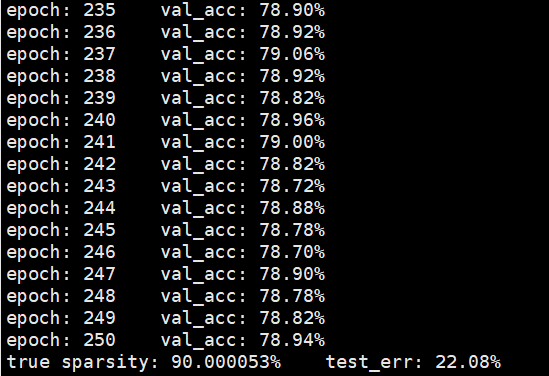 epoch: 235    val_acc: 78.90%
epoch: 236    val_acc: 78.92%
epoch: 237    val_acc: 79.06%
epoch: 238    val_acc: 78.92%
epoch: 239    val_acc: 78.82%
epoch: 240    val_acc: 78.96%
epoch: 241    val_acc: 79.00%
epoch: 242    val_acc: 78.82%
epoch: 243    val_acc: 78.72%
epoch: 244    val_acc: 78.88%
epoch: 245    val_acc: 78.78%
epoch: 246    val_acc: 78.70%
epoch: 247    val_acc: 78.90%
epoch: 248    val_acc: 78.78%
epoch: 249    val_acc: 78.82%
epoch: 250    val_acc: 78.94%
true sparsity: 90.000053%    test_err: 22.08%